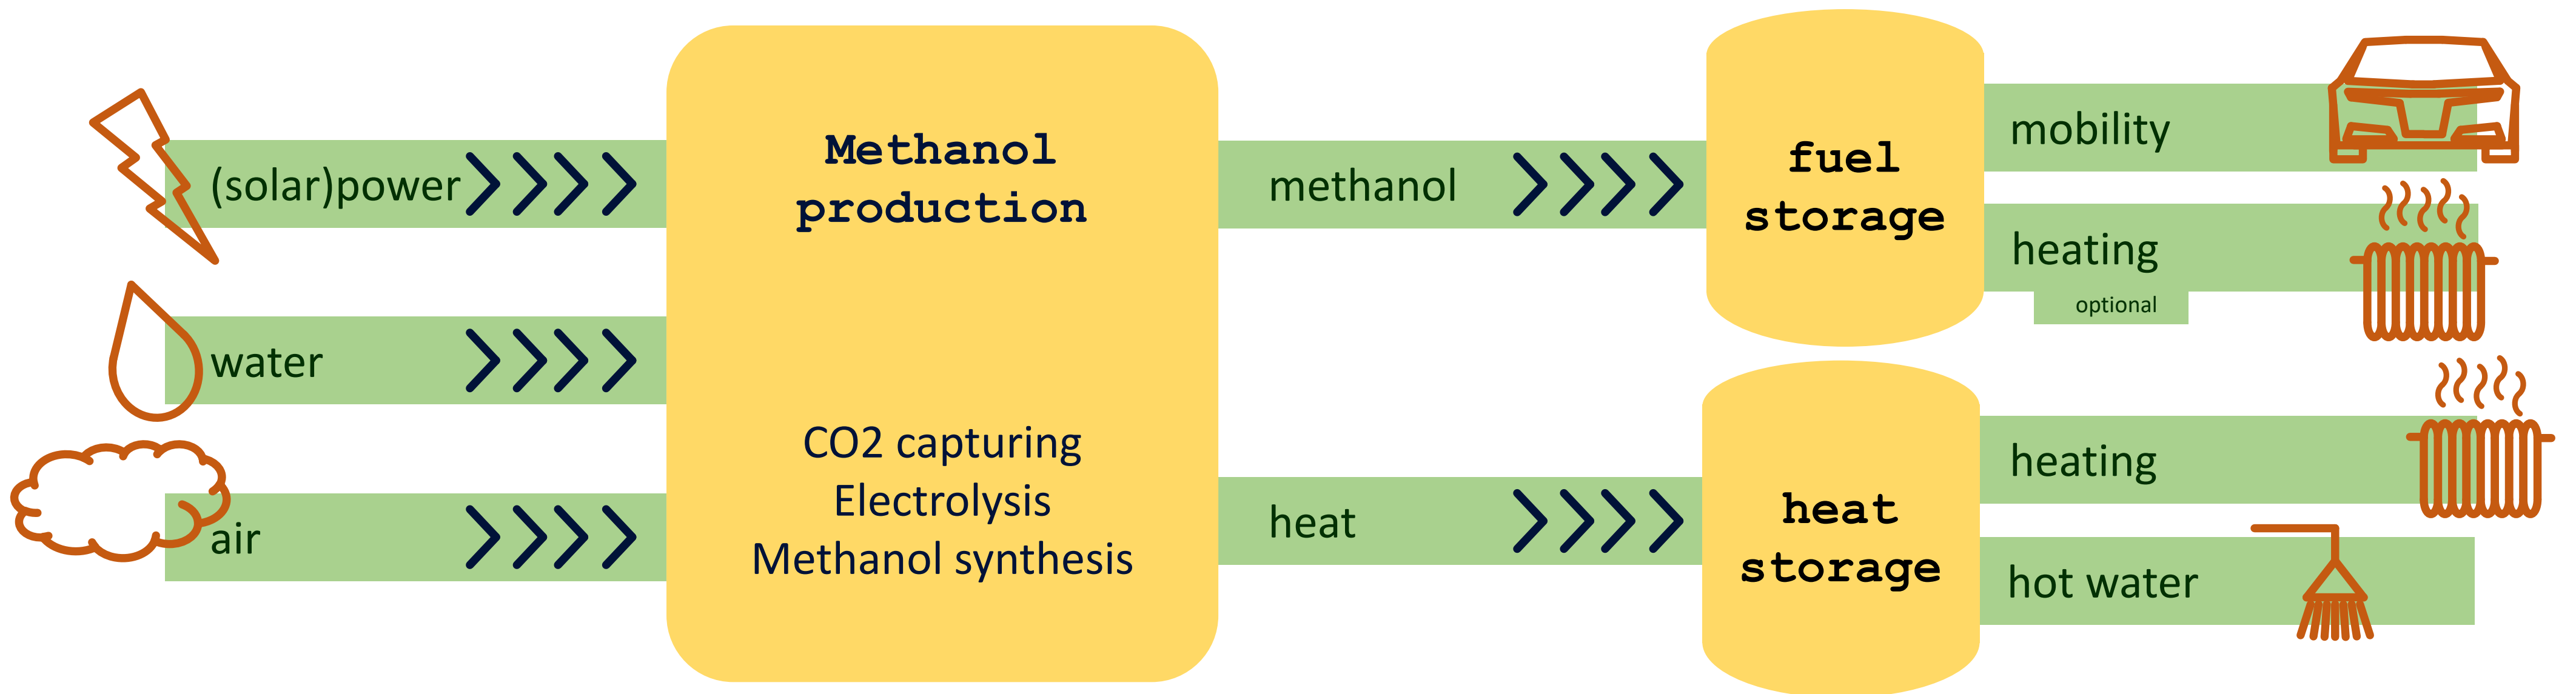 (solar)power
water
air
Methanol
production
CO2 capturing
Electrolysis
Methanol synthesis
methanol
heat
fuel
storage
heat
storage
mobility
heating
optional
heating
hot water